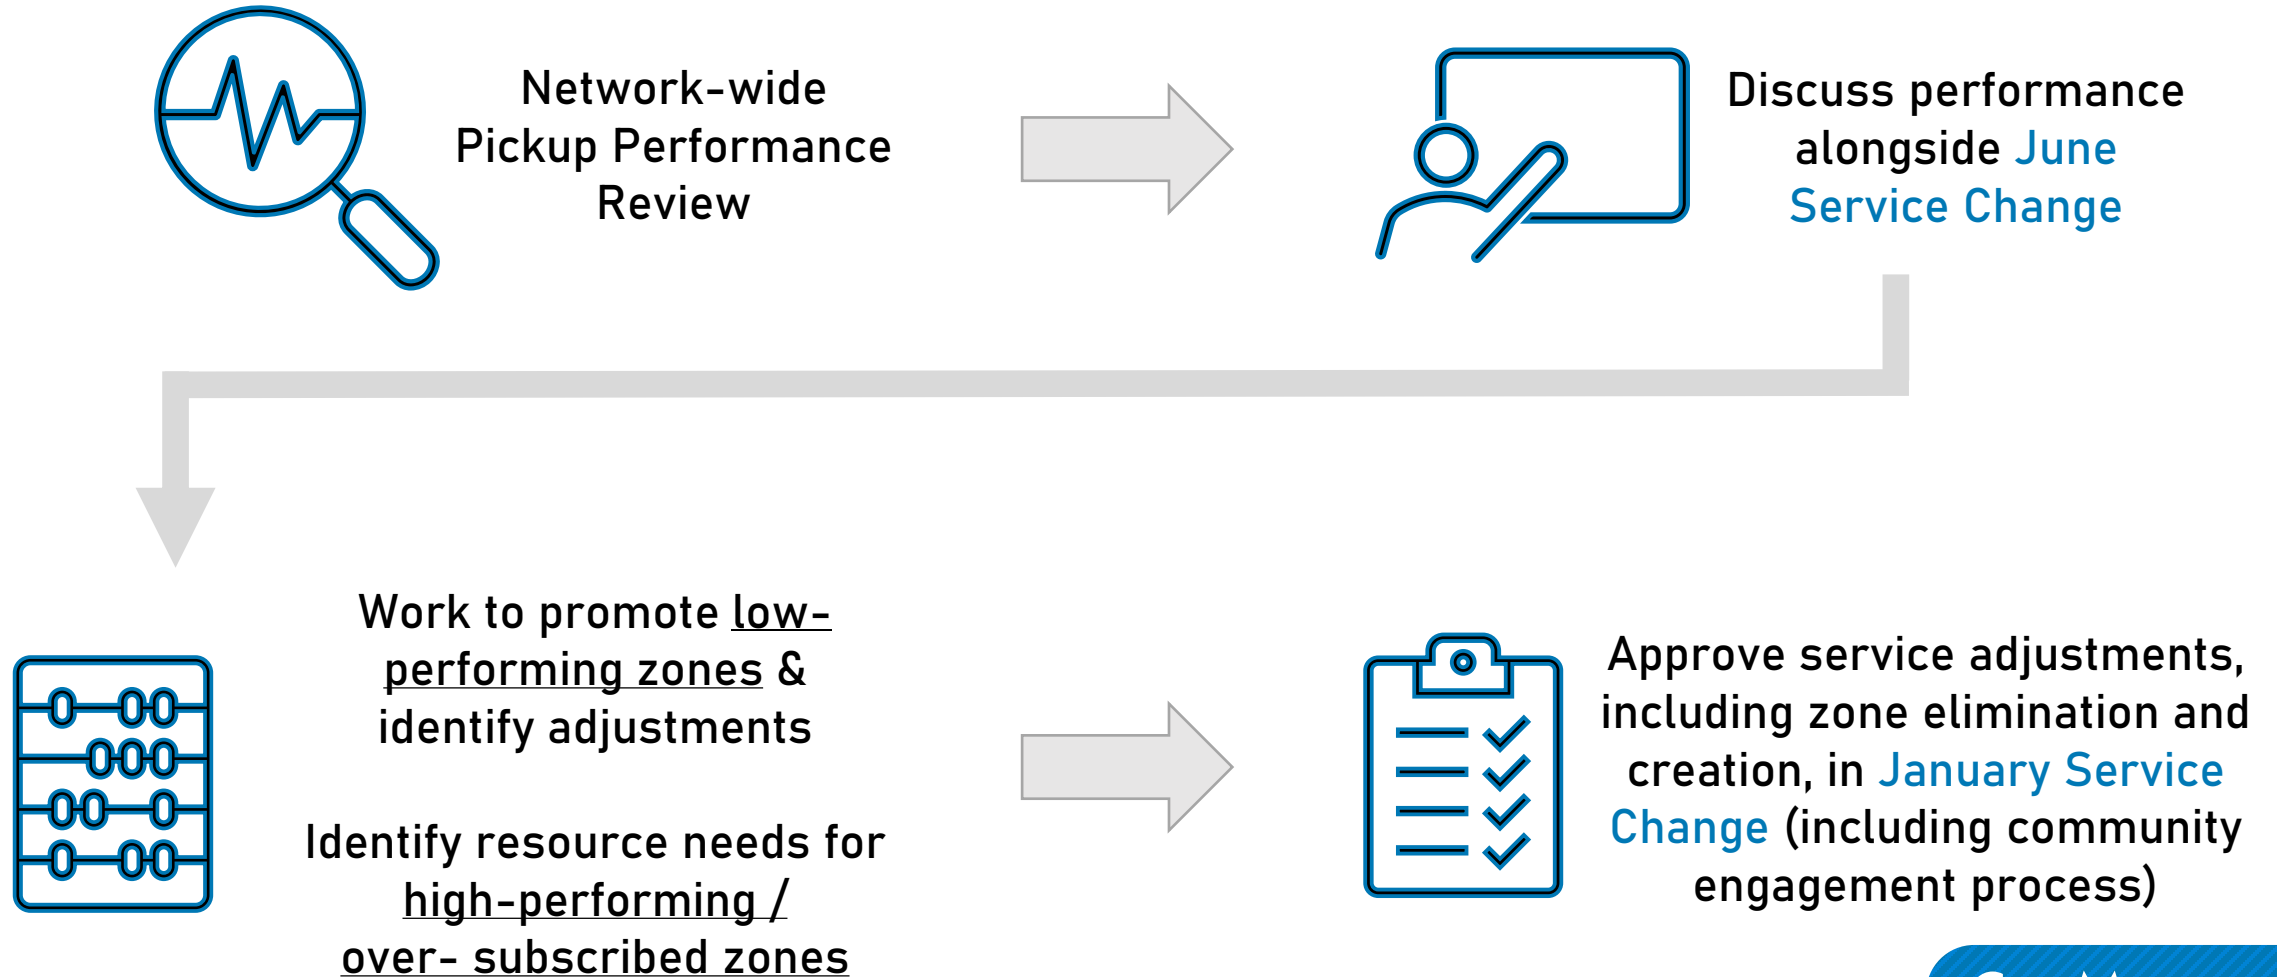 Network-wide
Pickup Performance
Review
Discuss performance
alongside June
Service Change
Work to promote low-
performing zones &
identify adjustments
Identify resource needs for
high-performing /
over- subscribed zones
Approve service adjustments,
including zone elimination and
creation, in January Service
Change (including community
engagement process)